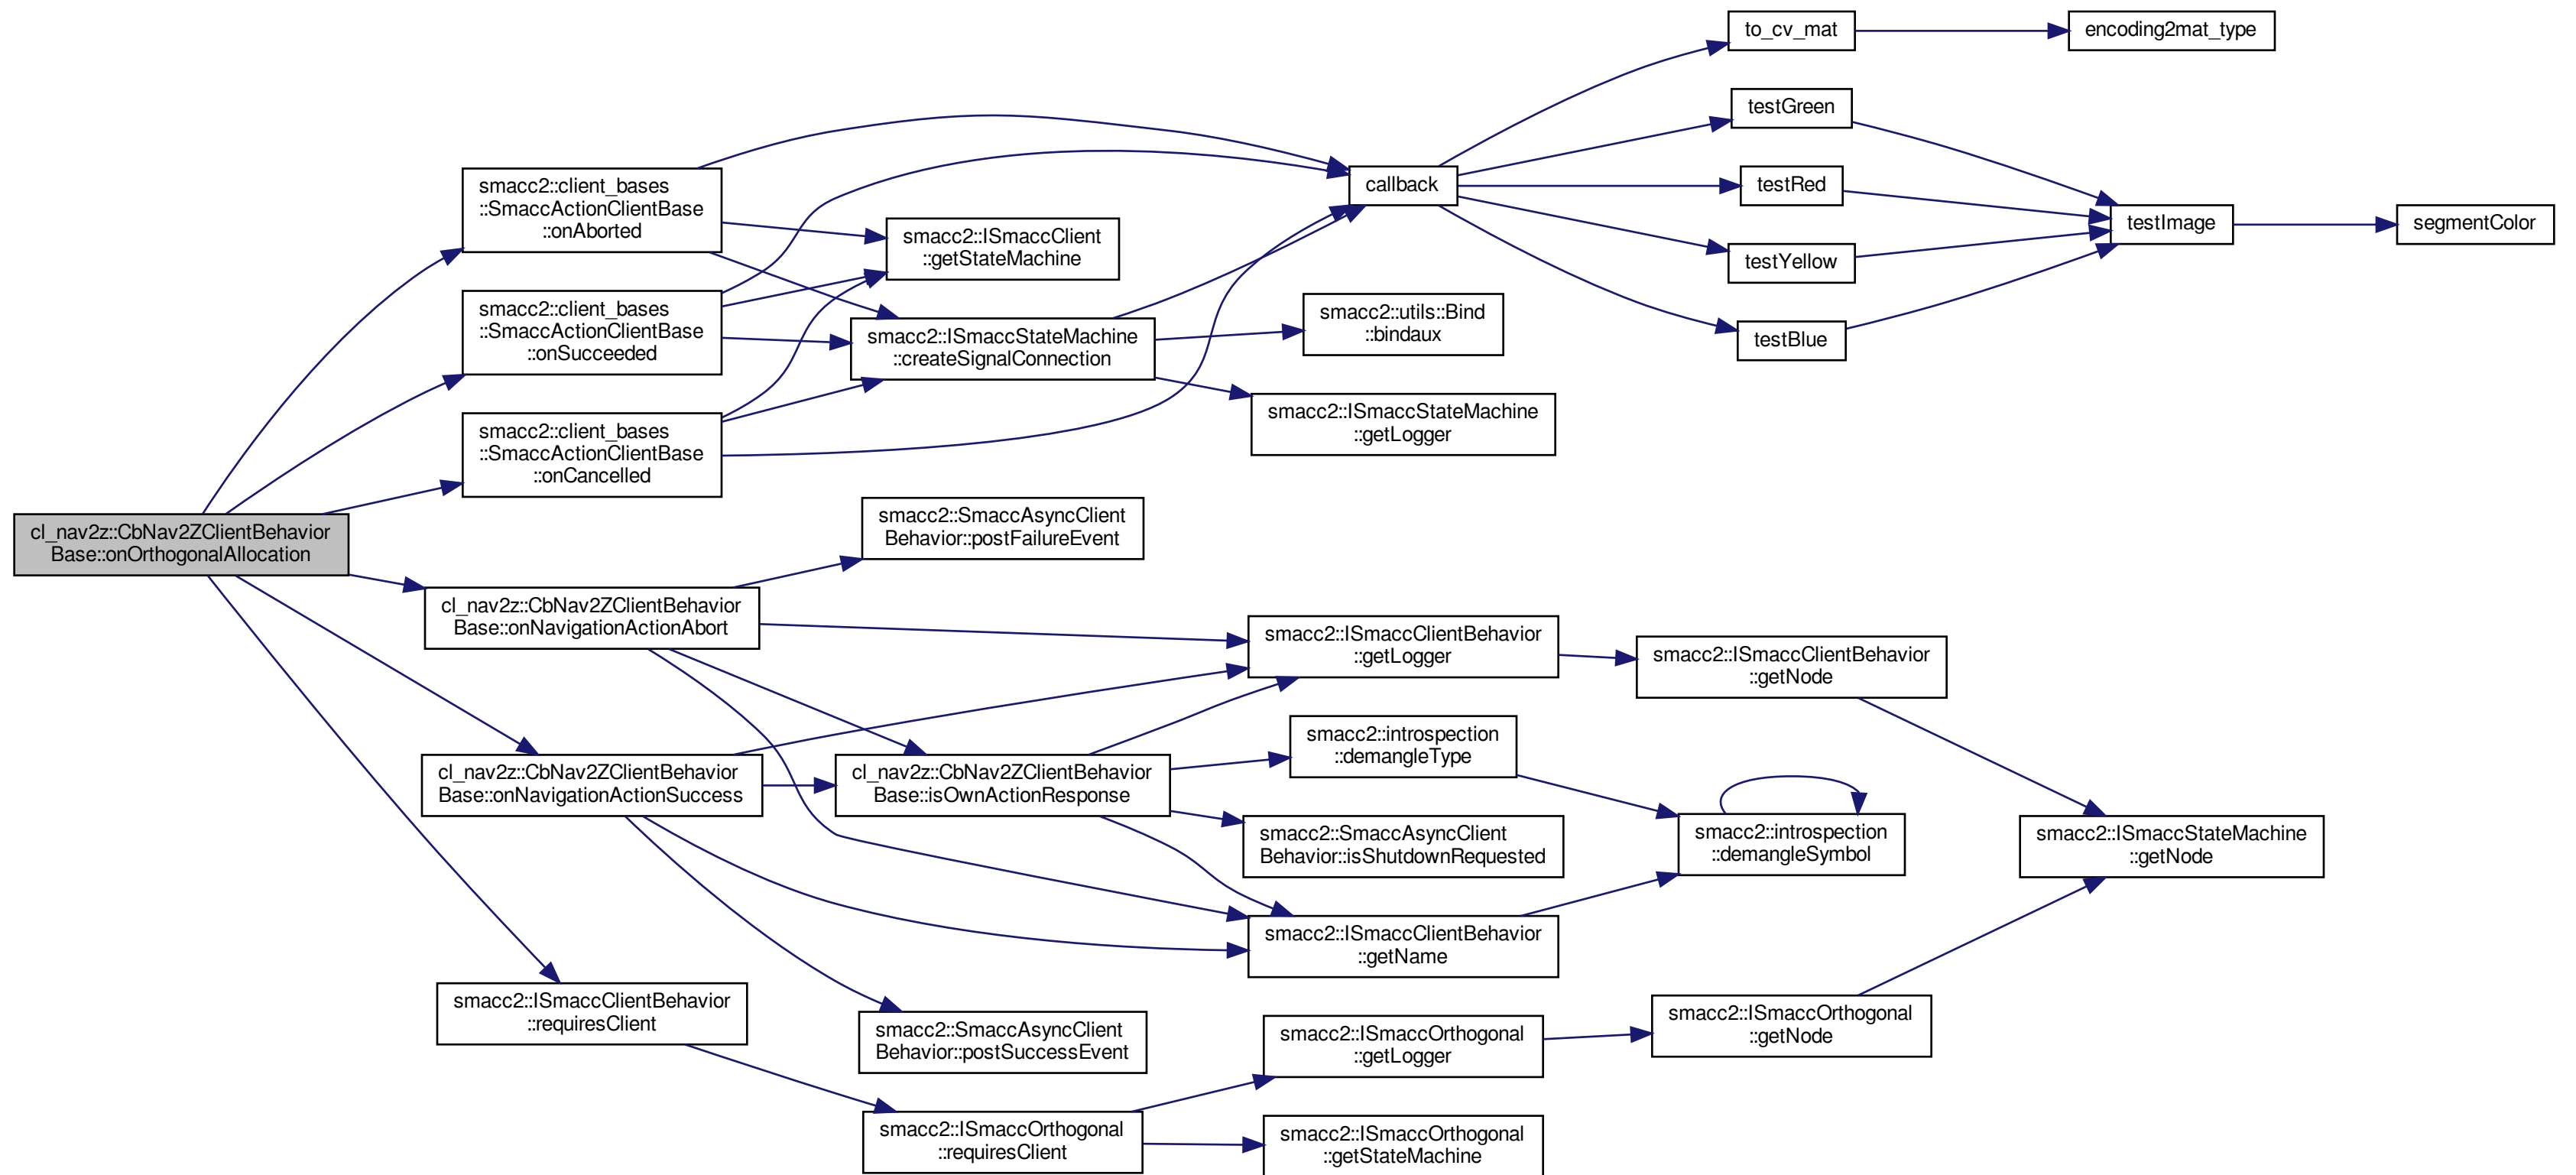 cl_nav2z::CbNav2ZClientBehavior
Base::onOrthogonalAllocation
smacc2::client_bases
::SmaccActionClientBase
::onAborted
smacc2::client_bases
::SmaccActionClientBase
::onSucceeded
smacc2::client_bases
::SmaccActionClientBase
::onCancelled
cl_nav2z::CbNav2ZClientBehavior
Base::onNavigationActionAbort
cl_nav2z::CbNav2ZClientBehavior
Base::onNavigationActionSuccess
smacc2::ISmaccClientBehavior
::requiresClient
smacc2::ISmaccClient
::getStateMachine
smacc2::ISmaccStateMachine
::createSignalConnection
smacc2::SmaccAsyncClient
Behavior::postFailureEvent
cl_nav2z::CbNav2ZClientBehavior
Base::isOwnActionResponse
smacc2::SmaccAsyncClient
Behavior::postSuccessEvent
smacc2::ISmaccOrthogonal
::requiresClient
callback
smacc2::utils::Bind
::bindaux
smacc2::ISmaccStateMachine
::getLogger
smacc2::ISmaccClientBehavior
::getLogger
smacc2::introspection
::demangleType
smacc2::SmaccAsyncClient
Behavior::isShutdownRequested
smacc2::ISmaccClientBehavior
::getName
smacc2::ISmaccOrthogonal
::getLogger
smacc2::ISmaccOrthogonal
::getStateMachine
to_cv_mat
testGreen
testRed
testYellow
testBlue
smacc2::ISmaccClientBehavior
::getNode
smacc2::introspection
::demangleSymbol
smacc2::ISmaccOrthogonal
::getNode
encoding2mat_type
testImage
smacc2::ISmaccStateMachine
::getNode
segmentColor